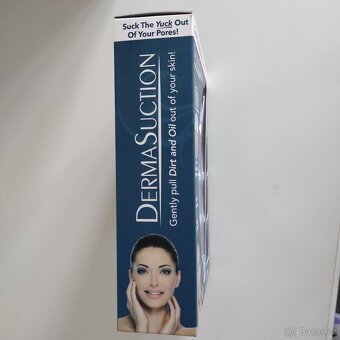 Suck The Yuck Out
Of Your Pores!
DERMASUCTION
Gently pull Dirt and Oil out of your skin!